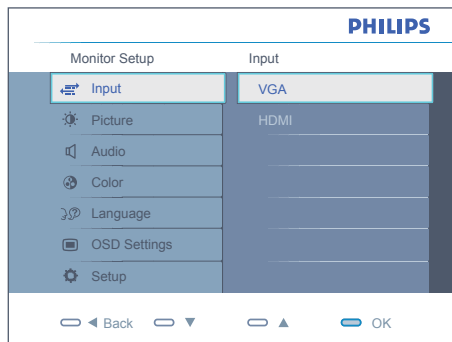 PHILIPS
Monitor Setup Input
Input VGA
Picture HDMI
Audio
Color
Language
OSD Settings
Setup
Back OK